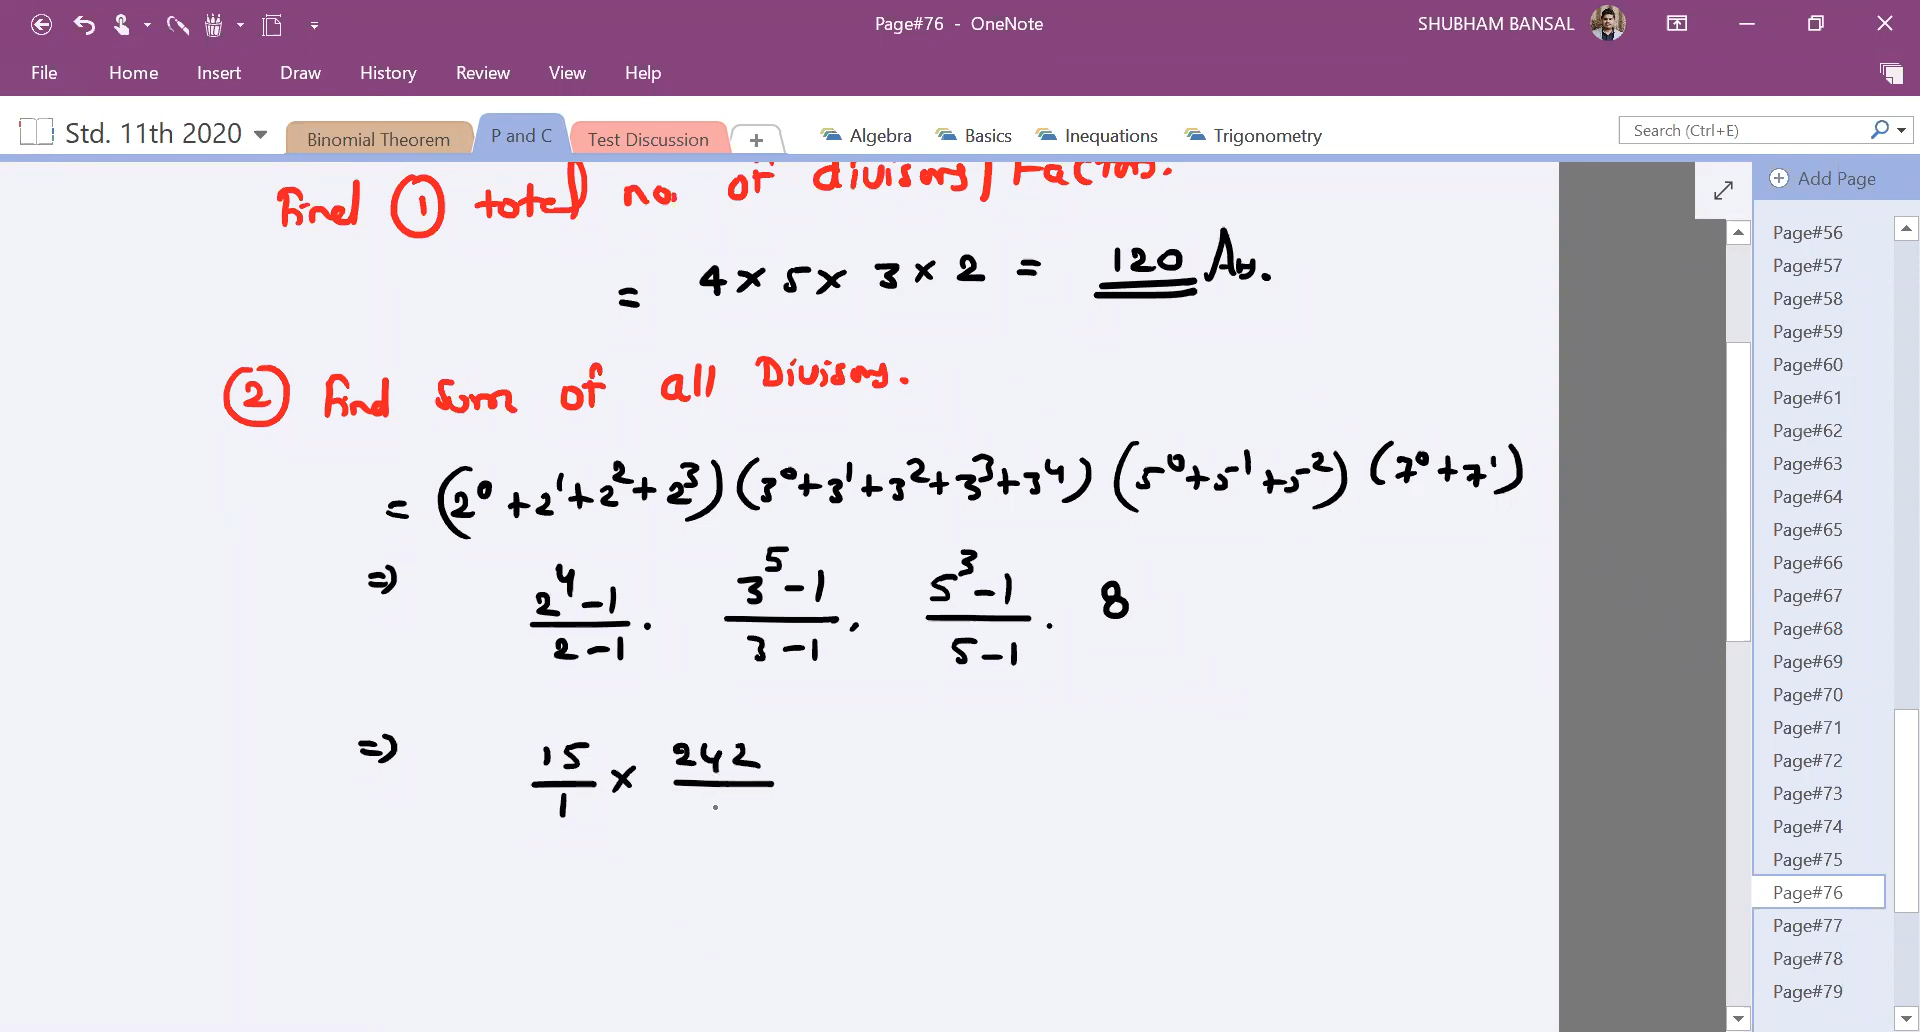 Page#76 - OneNote
SHUBHAM BANSAL
File Home Insert Draw History Review View Help
Std. 11th 2020
Binomial Theorem
P and C
Test Discussion
Algebra
Basics
Inequations
Trigonometry
Search (Ctrl+E)
Add Page
Find ① total no. of divisors/Factors.
= 4 × 5 × 3 × 2 = 120 Ans.
② Find sum of all Divisors.
= (2⁰ + 2¹ + 2² + 2³) (3⁰ + 3¹ + 3² + 3³ + 3⁴) (5⁰ + 5¹ + 5²) (7⁰ + 7¹)
⇒ (2⁴ - 1)/(2 - 1) . (3⁵ - 1)/(3 - 1) . (5³ - 1)/(5 - 1) . 8
⇒ 15/1 × 242
Page#56
Page#57
Page#58
Page#59
Page#60
Page#61
Page#62
Page#63
Page#64
Page#65
Page#66
Page#67
Page#68
Page#69
Page#70
Page#71
Page#72
Page#73
Page#74
Page#75
Page#76
Page#77
Page#78
Page#79